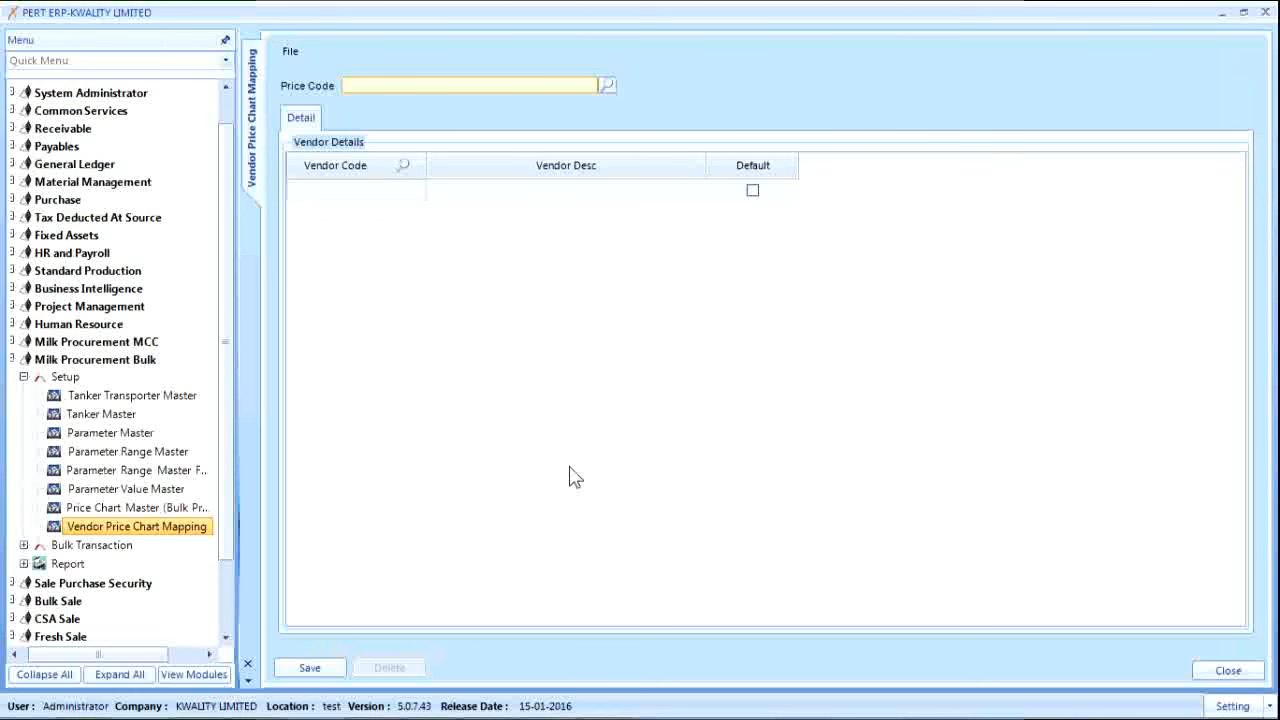 PERT ERP-KWALITY LIMITED
Menu
Quick Menu
System Administrator
Common Services
Receivable
Payables
General Ledger
Material Management
Purchase
Tax Deducted At Source
Fixed Assets
HR and Payroll
Standard Production
Business Intelligence
Project Management
Human Resource
Milk Procurement MCC
Milk Procurement Bulk
Setup
Tanker Transporter Master
Tanker Master
Parameter Master
Parameter Range Master
Parameter Range Master F..
Parameter Value Master
Price Chart Master (Bulk Pr..
Vendor Price Chart Mapping
Bulk Transaction
Report
Sale Purchase Security
Bulk Sale
CSA Sale
Fresh Sale
Collapse All Expand All View Modules
Vendor Price Chart Mapping
File
Price Code
Detail
Vendor Details
Vendor Code Vendor Desc Default
Save Delete Close
User : Administrator Company : KWALITY LIMITED Location : test Version : 5.0.7.43 Release Date : 15-01-2016 Setting